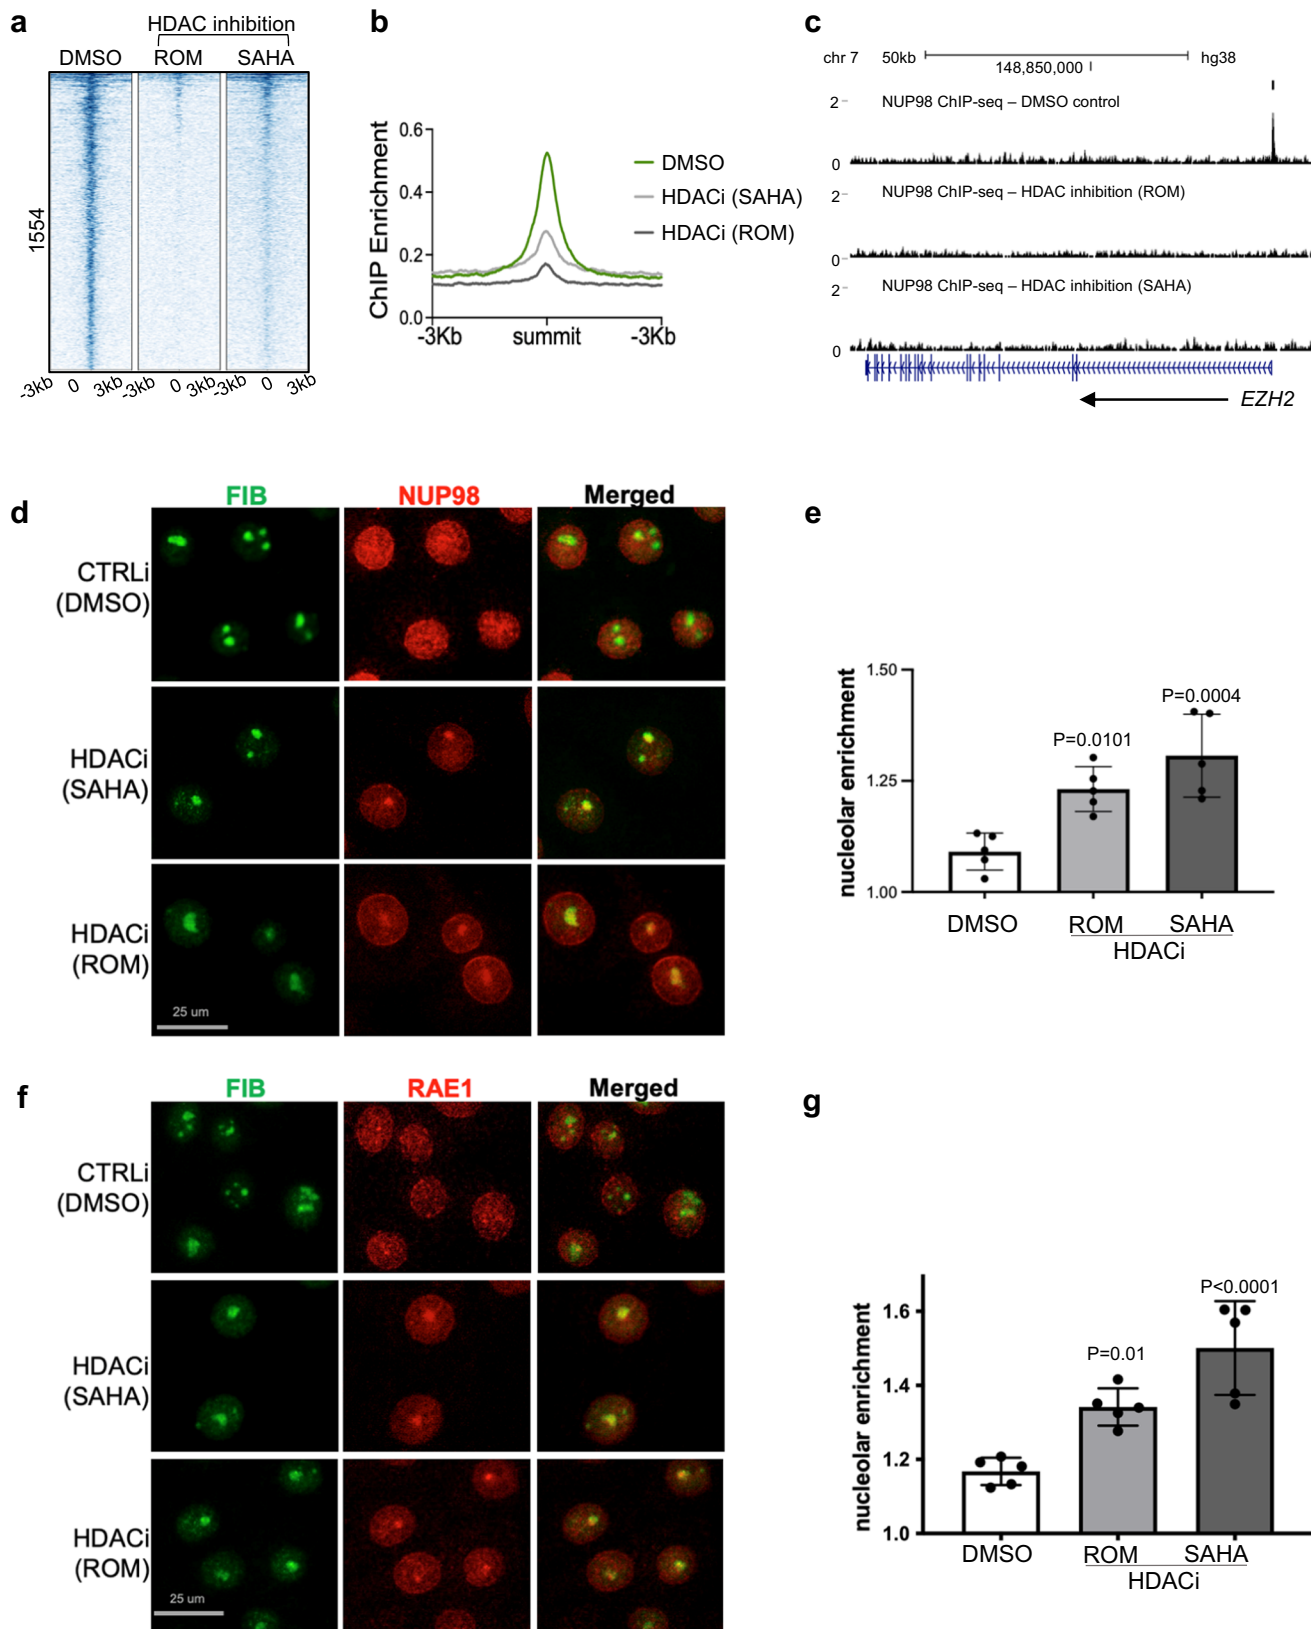 a
HDAC inhibition
DMSO ROM SAHA
1554
-3kb 0 3kb -3kb 0 3kb -3kb 0 3kb
b
ChIP Enrichment
0.6
0.4
0.2
0.0
-3Kb summit -3Kb
DMSO
HDACi (SAHA)
HDACi (ROM)
c
chr 7 50kb hg38
148,850,000
2
NUP98 ChIP-seq – DMSO control
0
2
NUP98 ChIP-seq – HDAC inhibition (ROM)
0
2
NUP98 ChIP-seq – HDAC inhibition (SAHA)
0
EZH2
d
FIB NUP98 Merged
CTRLi
(DMSO)
HDACi
(SAHA)
HDACi
(ROM)
25 um
e
nucleolar enrichment
1.50
1.25
1.00
P=0.0101
P=0.0004
DMSO ROM SAHA
HDACi
f
FIB RAE1 Merged
CTRLi
(DMSO)
HDACi
(SAHA)
HDACi
(ROM)
25 um
g
nucleolar enrichment
1.6
1.4
1.2
1.0
P=0.01
P<0.0001
DMSO ROM SAHA
HDACi